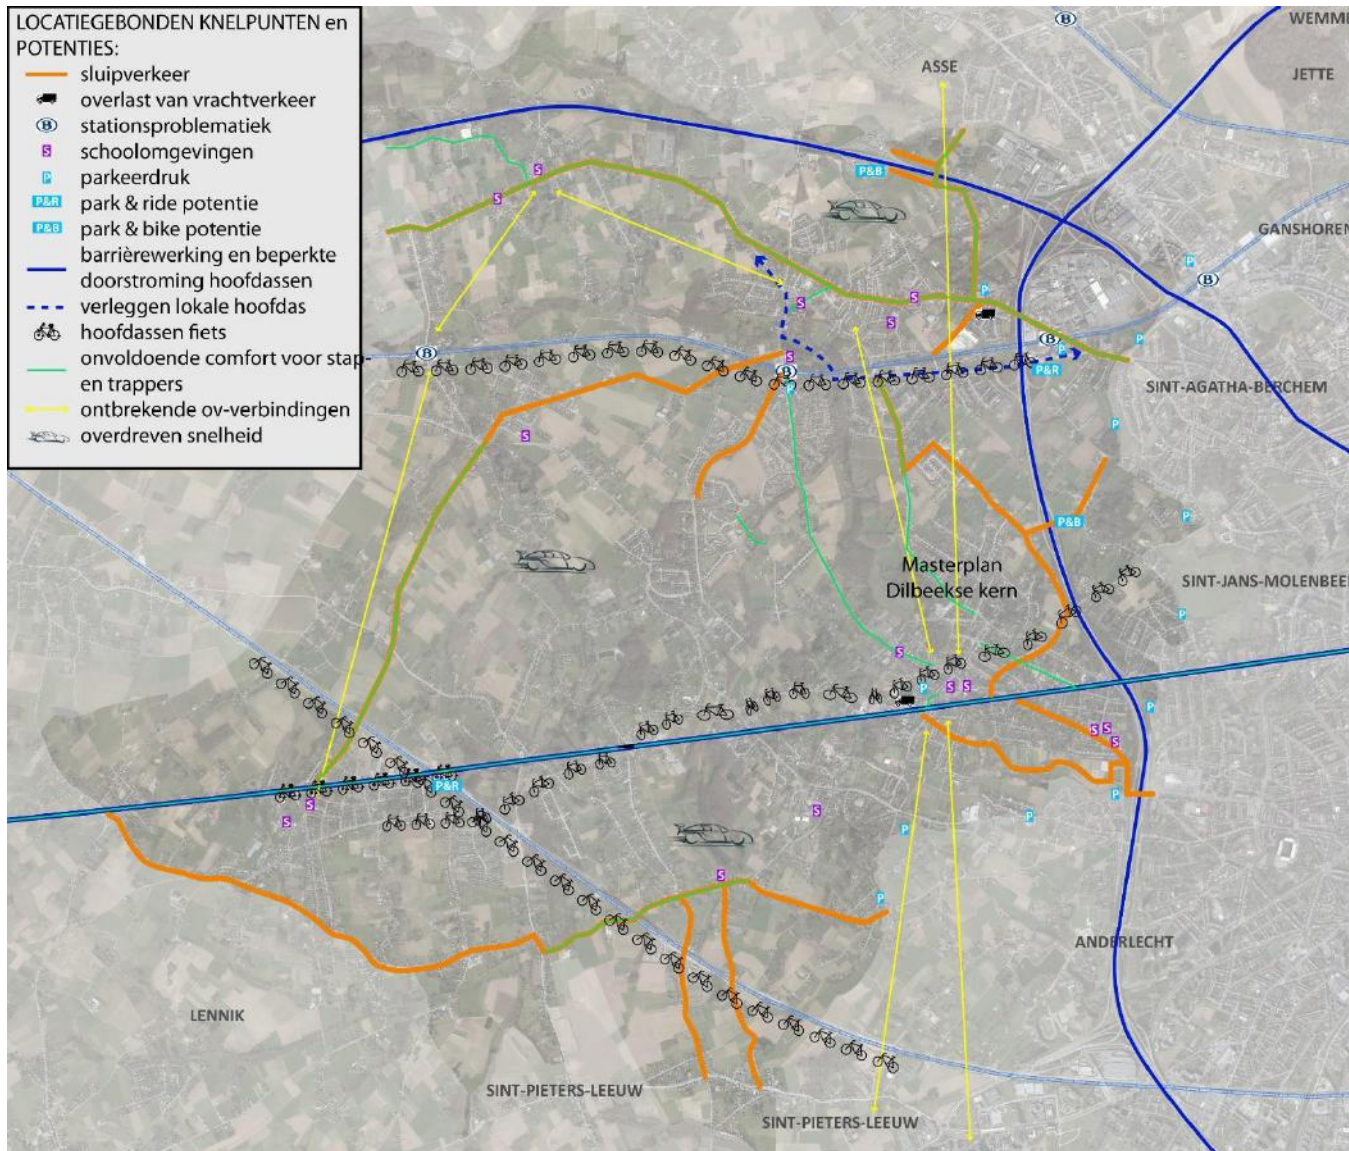 LOCATIEGEBONDEN KNELPUNTEN en
POTENTIES:
sluipverkeer
overlast van vrachtverkeer
B stationsproblematiek
S schoolomgevingen
P parkeerdruk
P&R park & ride potentie
P&B park & bike potentie
barrièrewerking en beperkte
doorstroming hoofdassen
verleggen lokale hoofdas
hoofdassen fiets
onvoldoende comfort voor stap-
en trappers
ontbrekende ov-verbindingen
overdreven snelheid
B
WEMME
ASSE
JETTE
S
P&B
S
GANSHOREN
P
B
P
S
S
S
P
B
P
B
S
P
B
P&R
P
SINT-AGATHA-BERCHEM
P
S
P
P&B
Masterplan
Dilbeekse kern
SINT-JANS-MOLENBEEK
P
S
P
S
S
P
S
S
S
P&R
P
S
S
S
P
P
S
P
ANDERLECHT
LENNIK
SINT-PIETERS-LEEUW
SINT-PIETERS-LEEUW